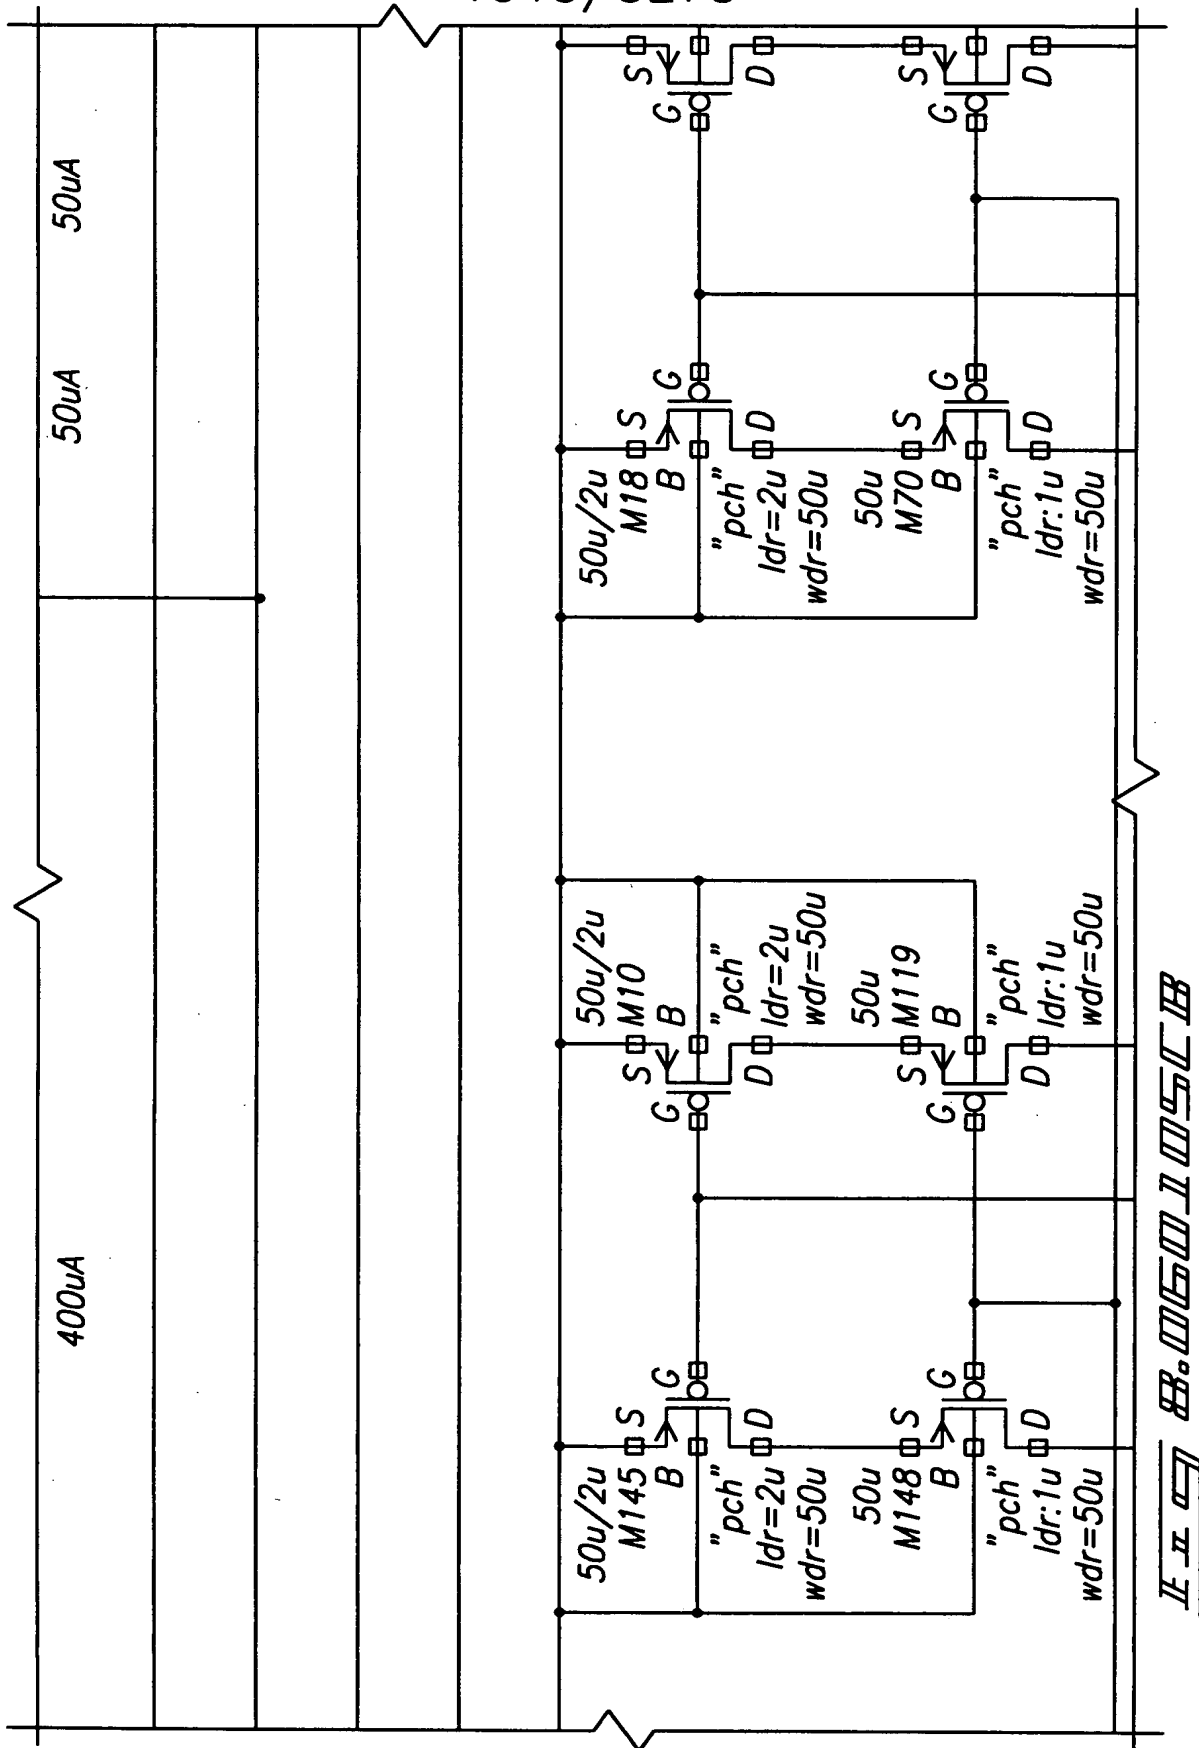 50uA
50uA
400uA
S
G
D
S
G
D
50u/2u
M18
S
B
G
"pch"
D
ldr=2u
wdr=50u
50u
M70
S
B
G
"pch"
D
ldr:1u
wdr=50u
50u/2u
M10
S
B
G
"pch"
D
ldr=2u
wdr=50u
50u
M119
S
B
G
"pch"
D
ldr:1u
wdr=50u
50u/2u
M145
S
B
G
"pch"
D
ldr=2u
wdr=50u
50u
M148
S
B
G
"pch"
D
ldr:1u
wdr=50u